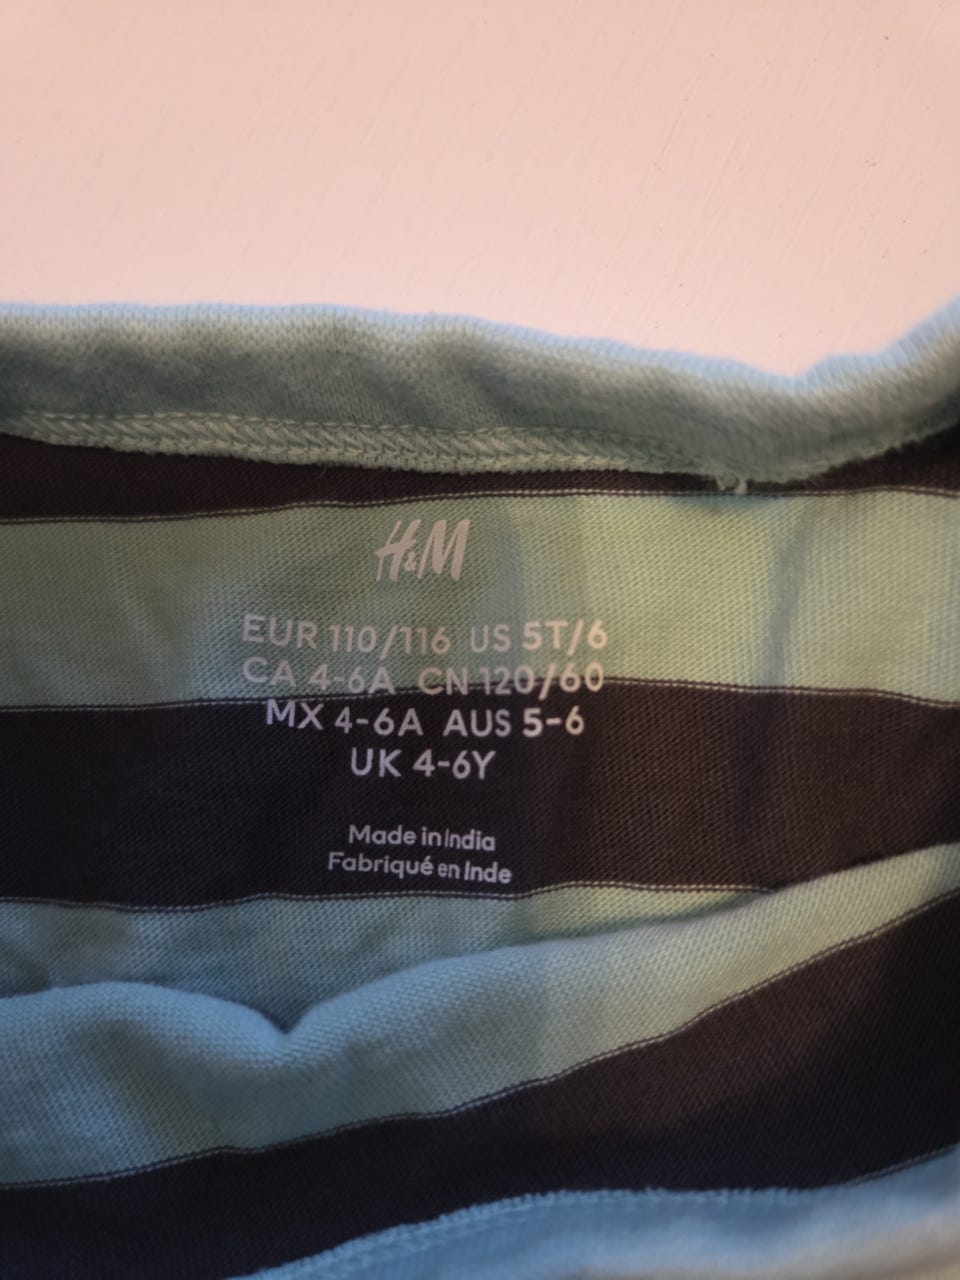 H&M
EUR 110/116 US 5T/6
CA 4-6A CN 120/60
MX 4-6A AUS 5-6
UK 4-6Y
Made in India
Fabriqué en Inde